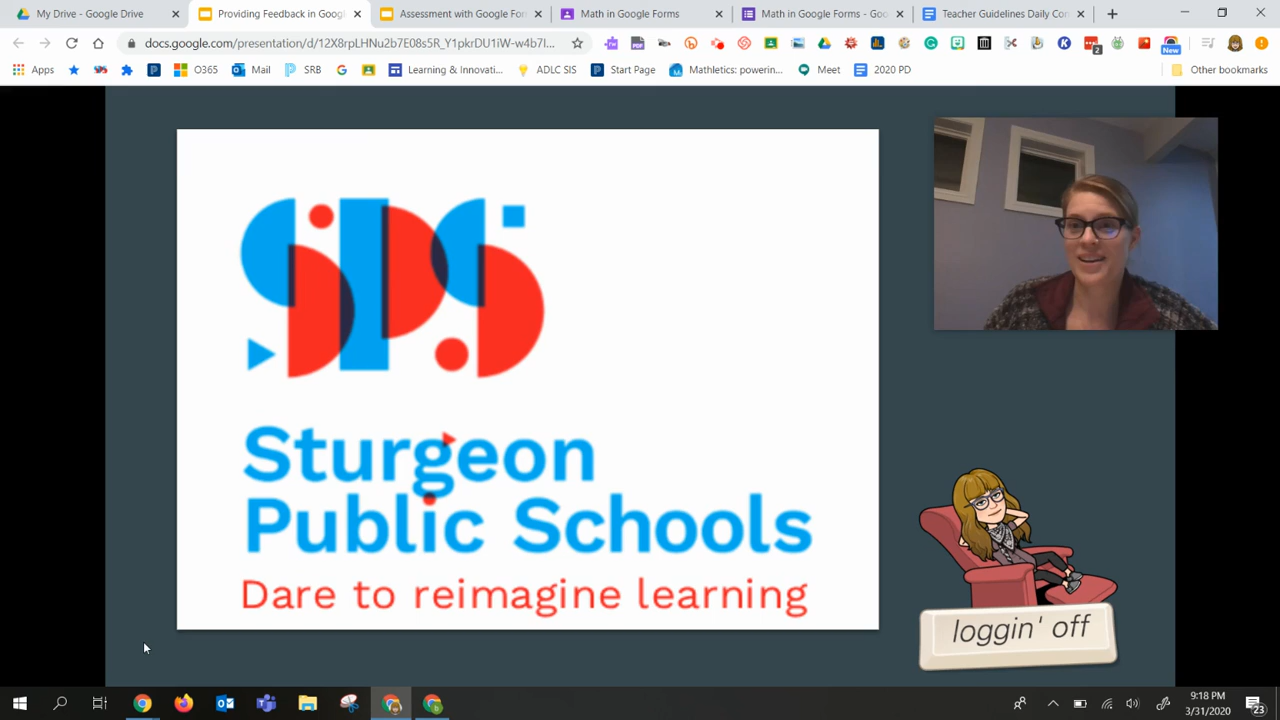 My Drive - Google Drive
Providing Feedback in Googl
Assessment with Google For
Math in Google Forms
Math in Google Forms - Goo
Teacher Guidelines Daily Con
docs.google.com/presentation/d/12X8rpLHNu2h7T08s5R_Y1pmDU1W-w4b7l...
Apps
O365
Mail
SRB
Learning & Innovati...
ADLC SIS
Start Page
Mathletics: powerin...
Meet
2020 PD
Other bookmarks
New
SPS
Sturgeon
Public Schools
Dare to reimagine learning
loggin' off
9:18 PM
3/31/2020
23